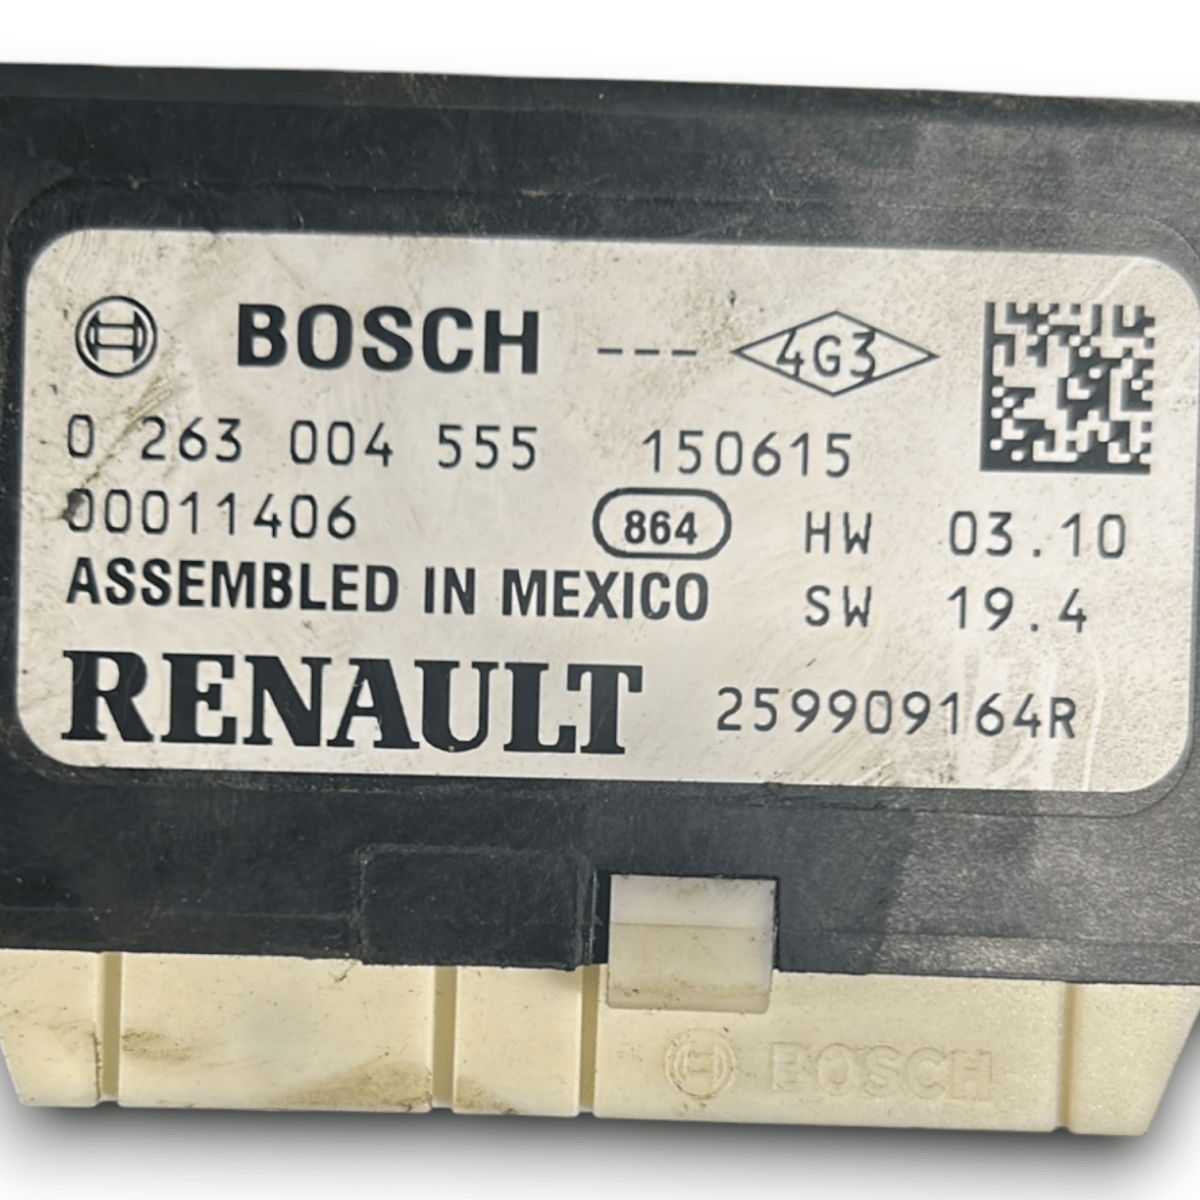 BOSCH --- 4G3
0 263 004 555 150615
00011406 864 HW 03.10
ASSEMBLED IN MEXICO SW 19.4
RENAULT 259909164R
BOSCH